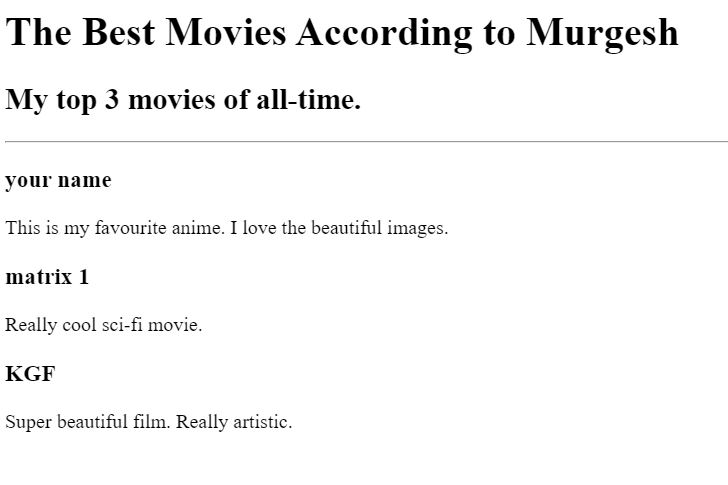 The Best Movies According to Murgesh
My top 3 movies of all-time.
your name
This is my favourite anime. I love the beautiful images.
matrix 1
Really cool sci-fi movie.
KGF
Super beautiful film. Really artistic.